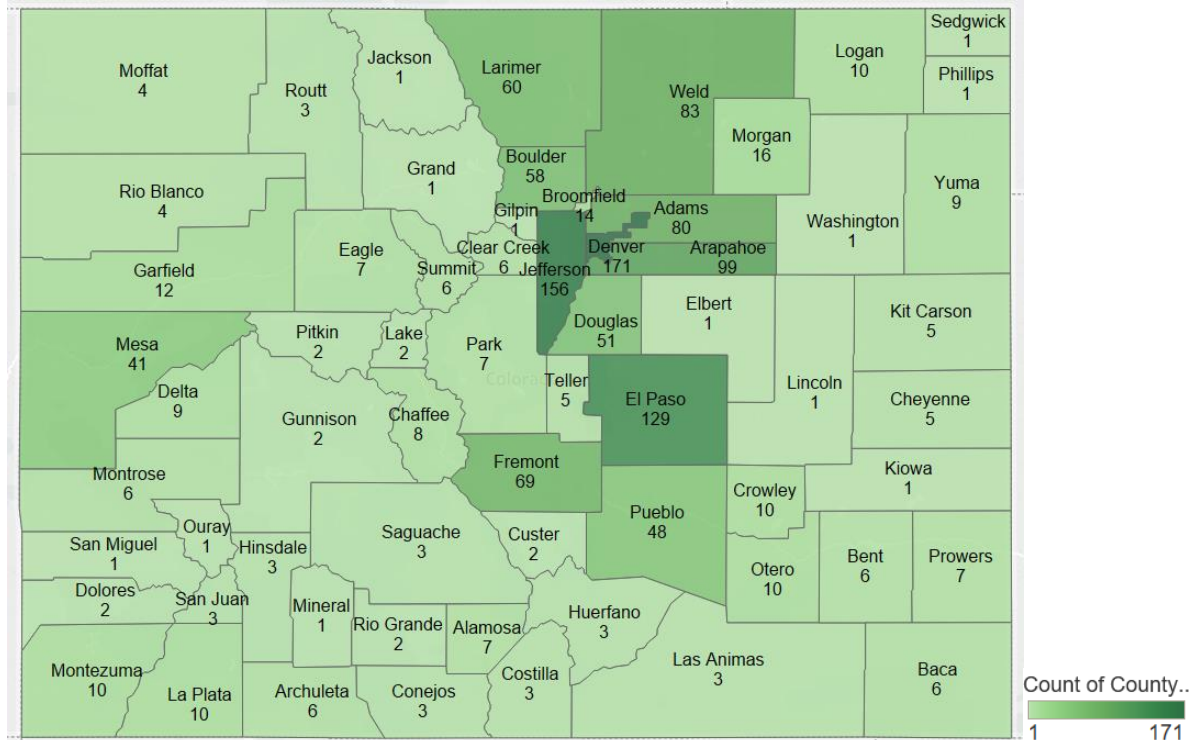 Sedgwick
1
Jackson
1
Larimer
60
Logan
10
Moffat
4
Phillips
1
Routt
3
Weld
83
Morgan
16
Boulder
58
Grand
1
Yuma
9
Rio Blanco
4
Broomfield
14
Gilpin
1
Adams
80
Washington
1
Eagle
7
Clear Creek
6
Denver
171
Arapahoe
99
Garfield
12
Summit
6
Jefferson
156
Elbert
1
Kit Carson
5
Douglas
51
Pitkin
2
Lake
2
Park
7
Mesa
41
Colorado
Teller
5
Lincoln
1
Delta
9
El Paso
129
Cheyenne
5
Gunnison
2
Chaffee
8
Fremont
69
Kiowa
1
Montrose
6
Crowley
10
Pueblo
48
Ouray
1
Saguache
3
Custer
2
San Miguel
1
Hinsdale
3
Bent
6
Prowers
7
Otero
10
Dolores
2
San Juan
3
Mineral
1
Rio Grande
2
Alamosa
7
Huerfano
3
Las Animas
3
Montezuma
10
La Plata
10
Archuleta
6
Conejos
3
Costilla
3
Baca
6
Count of County..
1 171